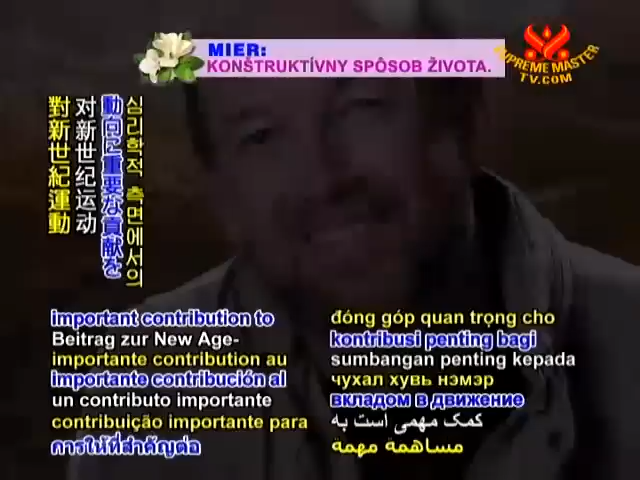 MIER:
KONŠTRUKTÍVNY SPÔSOB ŽIVOTA.
SUPREME MASTER
TV.COM
對新世紀運動
对新世纪运动
動向に重要な貢献を
심리학적 측면에서의
important contribution to
Beitrag zur New Age-
importante contribution au
importante contribución al
un contributo importante
contribuição importante para
การให้ที่สำคัญต่อ
đóng góp quan trọng cho
kontribusi penting bagi
sumbangan penting kepada
чухал хувь нэмэр
вкладом в движение
کمک مهمی است به
مساهمة مهمة